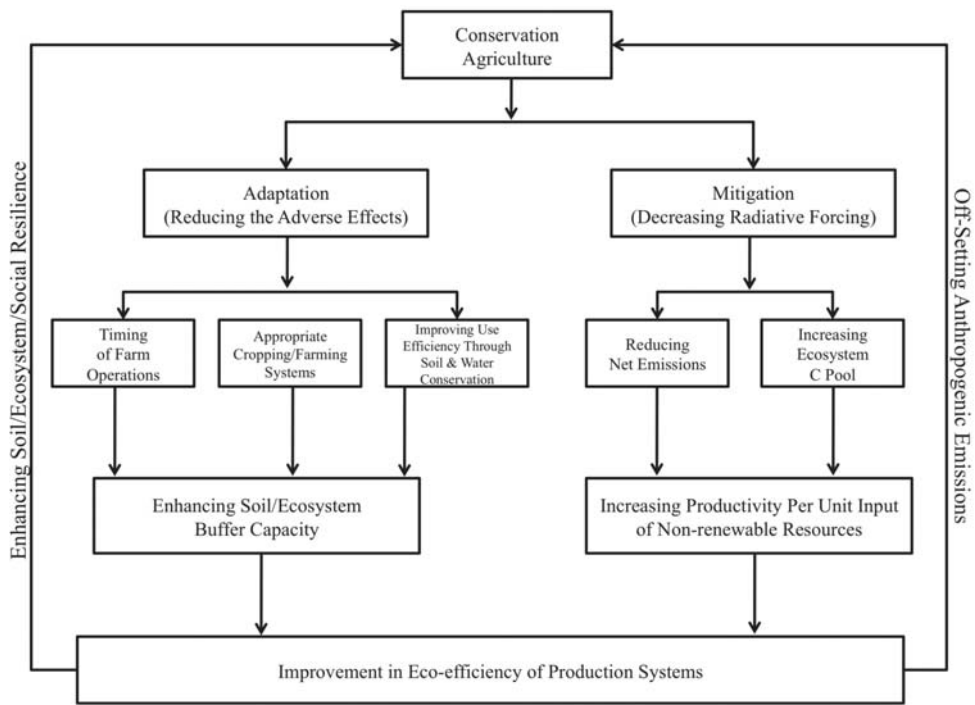 Conservation
Agriculture
Adaptation
(Reducing the Adverse Effects)
Mitigation
(Decreasing Radiative Forcing)
Timing
of Farm
Operations
Appropriate
Cropping/Farming
Systems
Improving Use
Efficiency Through
Soil & Water
Conservation
Reducing
Net Emissions
Increasing
Ecosystem
C Pool
Enhancing Soil/Ecosystem
Buffer Capacity
Increasing Productivity Per Unit Input
of Non-renewable Resources
Improvement in Eco-efficiency of Production Systems
Enhancing Soil/Ecosystem/Social Resilience
Off-Setting Anthropogenic Emissions